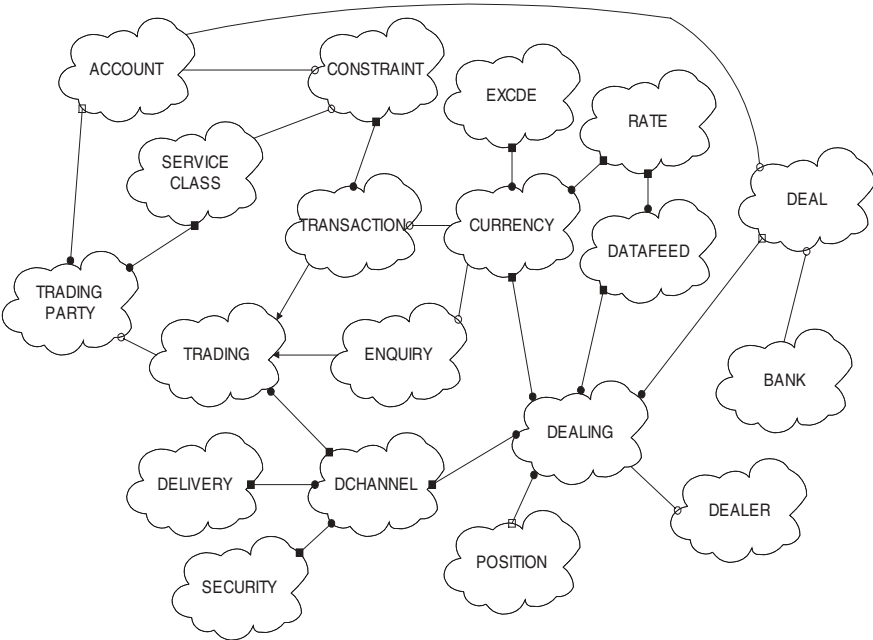 ACCOUNT
CONSTRAINT
EXCDE
RATE
SERVICE
CLASS
DEAL
TRANSACTION
CURRENCY
DATAFEED
TRADING
PARTY
TRADING
ENQUIRY
BANK
DEALING
DELIVERY
DCHANNEL
DEALER
POSITION
SECURITY